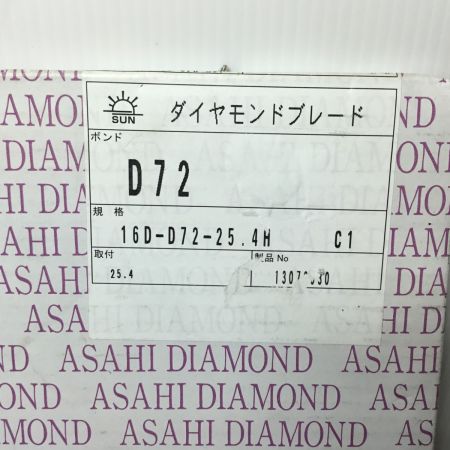 SUN
ダイヤモンドブレード
ボンド
D72
規格
16D-D72-25.4H C1
取付
25.4
製品No
ASAHI DIAMOND
ASAHI DIAMOND
ASAHI DIAMOND
ASAHI DIAMOND